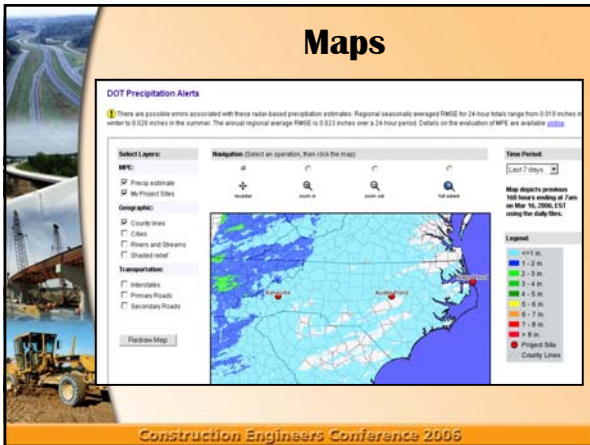 Maps
DOT Precipitation Alerts
There are possible errors associated with these radar-based precipitation estimates. Regional seasonally averaged RMSE for 24-hour totals range from 0.019 inches in
winter to 0.028 inches in the summer. The annual regional average RMSE is 0.023 inches over a 24-hour period. Details on the evaluation of MPE are available online.
Select Layers:
MPE:
Precip estimate
My Project Sites
Geographic:
County lines
Cities
Rivers and Streams
Shaded relief
Transportation:
Interstates
Primary Roads
Secondary Roads
Redraw Map
Navigation (Select an operation, then click the map):
recenter
zoom in
zoom out
full extent
Asheville
Time Period:
Last 7 days
Map depicts previous
168 hours ending at 7am
on Mar 16, 2006, EST
using the daily files.
Legend:
<=1 in.
1 - 2 in.
2 - 3 in.
3 - 4 in.
4 - 5 in.
5 - 6 in.
6 - 7 in.
7 - 8 in.
> 8 in.
Project Site
County Lines
Construction Engineers Conference 2006